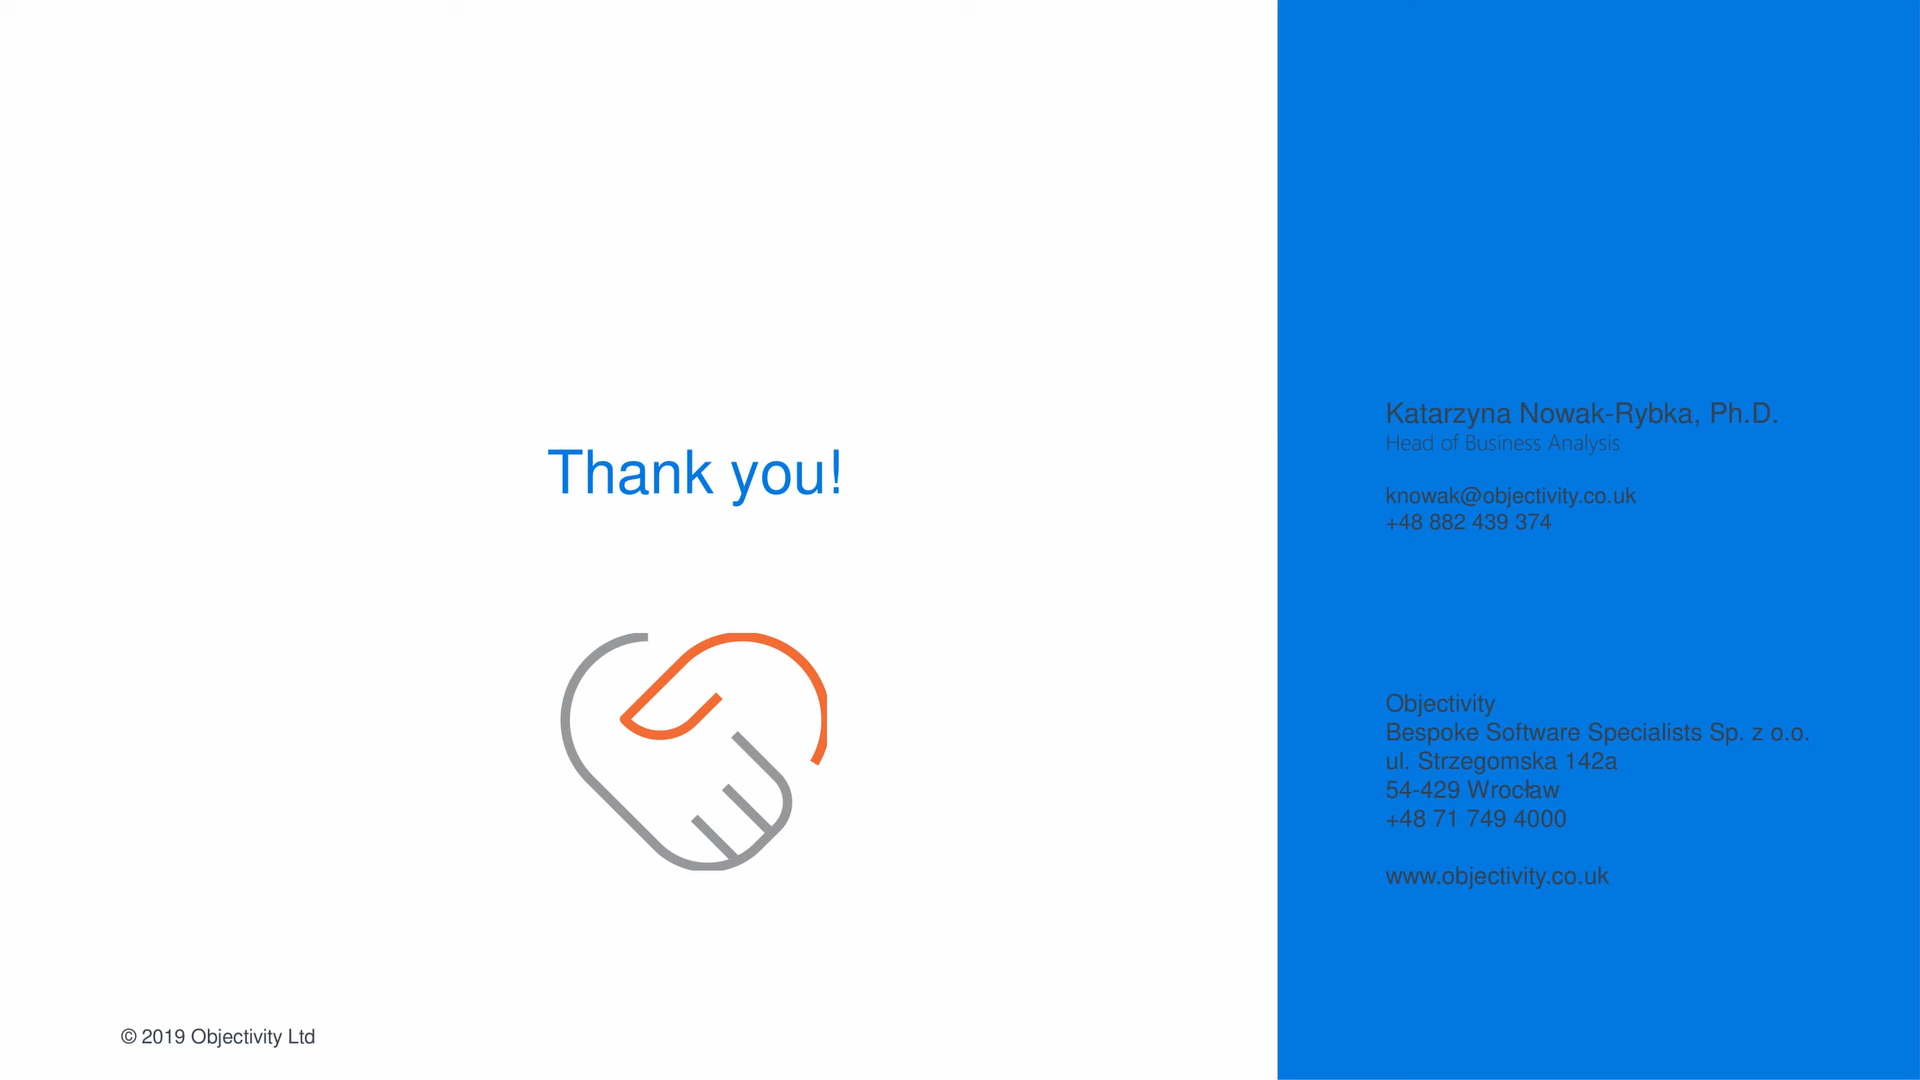 Thank you!
Katarzyna Nowak-Rybka, Ph.D.
Head of Business Analysis
knowak@objectivity.co.uk
+48 882 439 374
Objectivity
Bespoke Software Specialists Sp. z o.o.
ul. Strzegomska 142a
54-429 Wrocław
+48 71 749 4000
www.objectivity.co.uk
© 2019 Objectivity Ltd